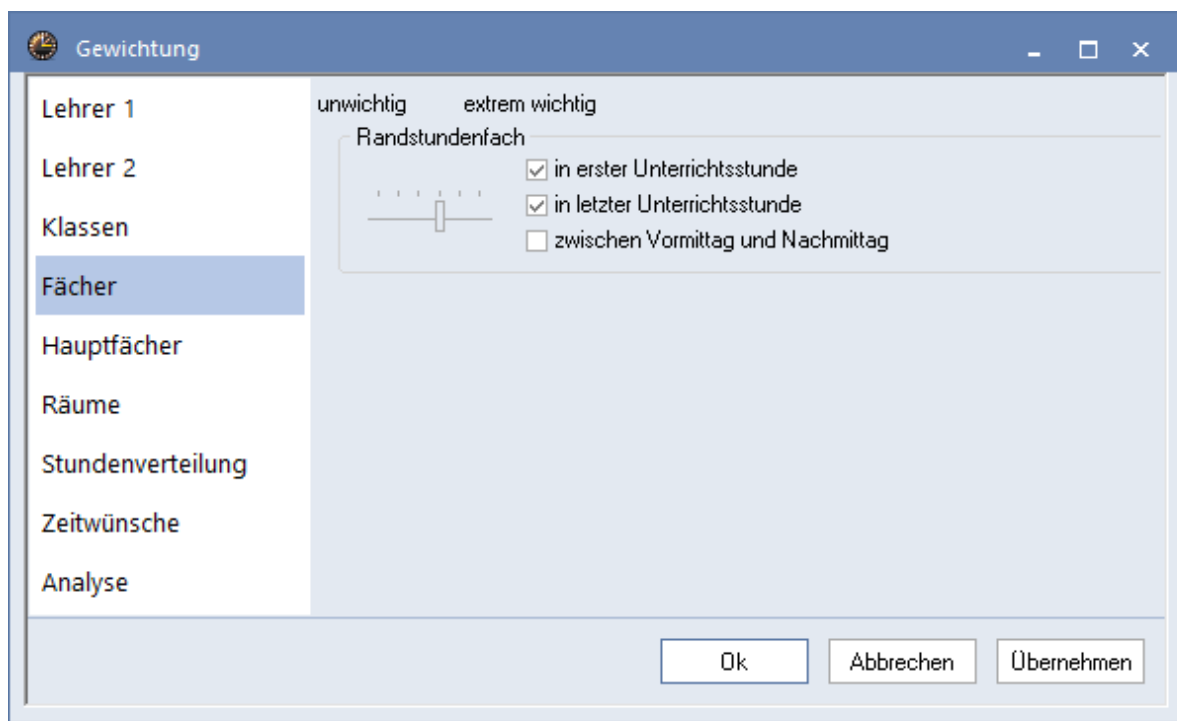 Gewichtung
Lehrer 1
Lehrer 2
Klassen
Fächer
Hauptfächer
Räume
Stundenverteilung
Zeitwünsche
Analyse
unwichtig extrem wichtig
Randstundenfach
in erster Unterrichtsstunde
in letzter Unterrichtsstunde
zwischen Vormittag und Nachmittag
Ok Abbrechen Übernehmen